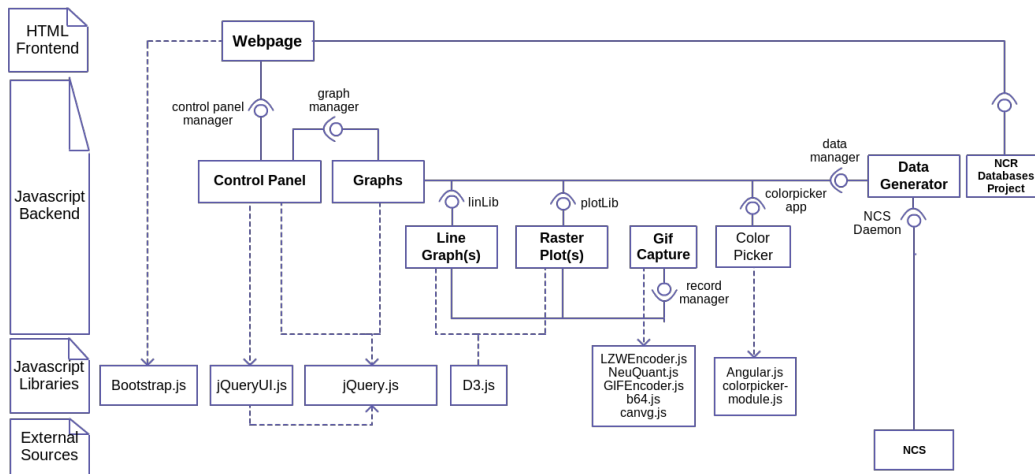 HTML
Frontend
Webpage
graph
manager
control panel
manager
data
manager
Javascript
Backend
Control Panel
Graphs
linLib
plotLib
colorpicker
app
Data
Generator
NCR
Databases
Project
NCS
Daemon
Line
Graph(s)
Raster
Plot(s)
Gif
Capture
Color
Picker
record
manager
Javascript
Libraries
Bootstrap.js
jQueryUI.js
jQuery.js
D3.js
LZWEncoder.js
NeuQuant.js
GIFEncoder.js
b64.js
canvg.js
Angular.js
colorpicker-
module.js
External
Sources
NCS